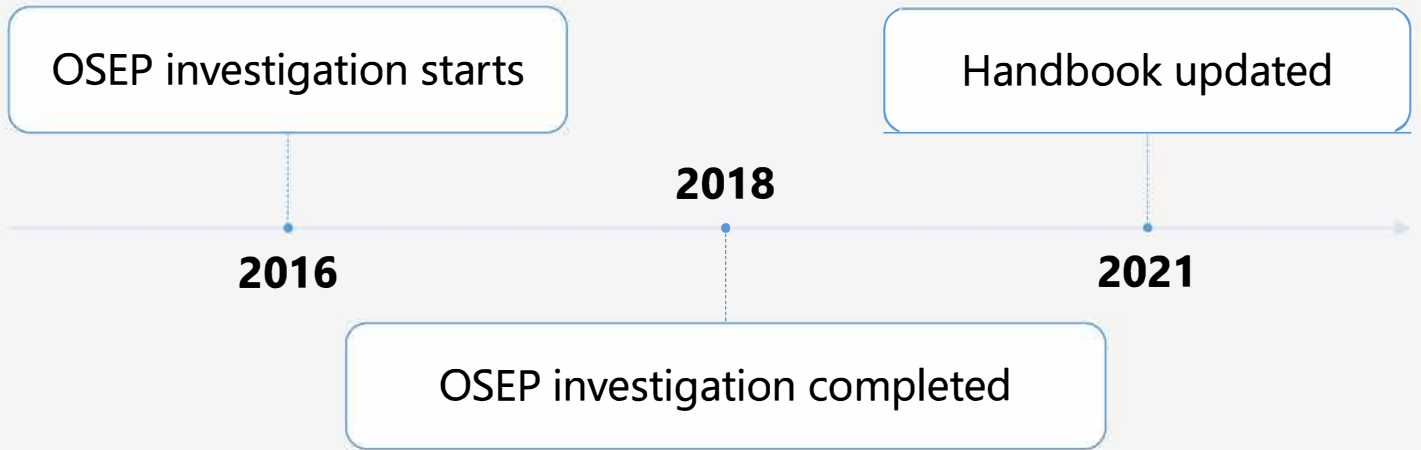 OSEP investigation starts
Handbook updated
2018
2016
2021
OSEP investigation completed